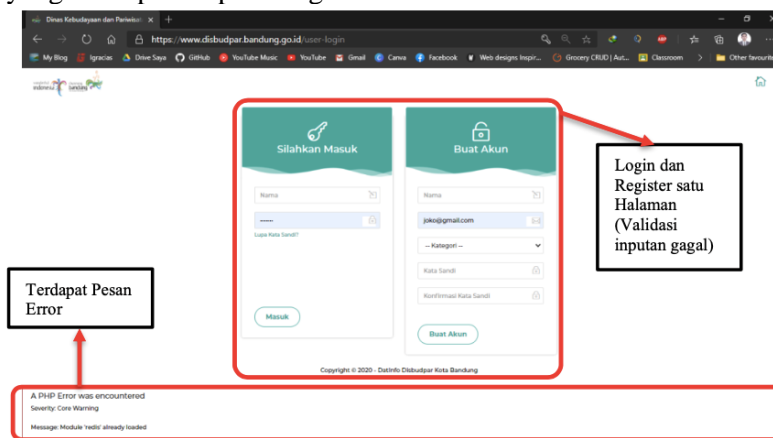 Dinas Kebudayaan dan Pariwisat
https://www.disbudpar.bandung.go.id/user-login
My Blog
Igracias
Drive Saya
GitHub
YouTube Music
YouTube
Gmail
Canva
Facebook
Web designs Inspir...
Grocery CRUD | Aut...
Classroom
Other favourite
Silahkan Masuk
Nama
Lupa Kata Sandi?
Masuk
Buat Akun
Nama
jokojjgmail.com
-- Kategori --
Kata Sandi
Konfirmasi Kata Sandi
Buat Akun
Login dan
Register satu
Halaman
(Validasi
inputan gagal)
Terdapat Pesan
Error
Copyright © 2020 - DatInfo Disbudpar Kota Bandung
A PHP Error was encountered
Severity: Core Warning
Message: Module 'redis' already loaded